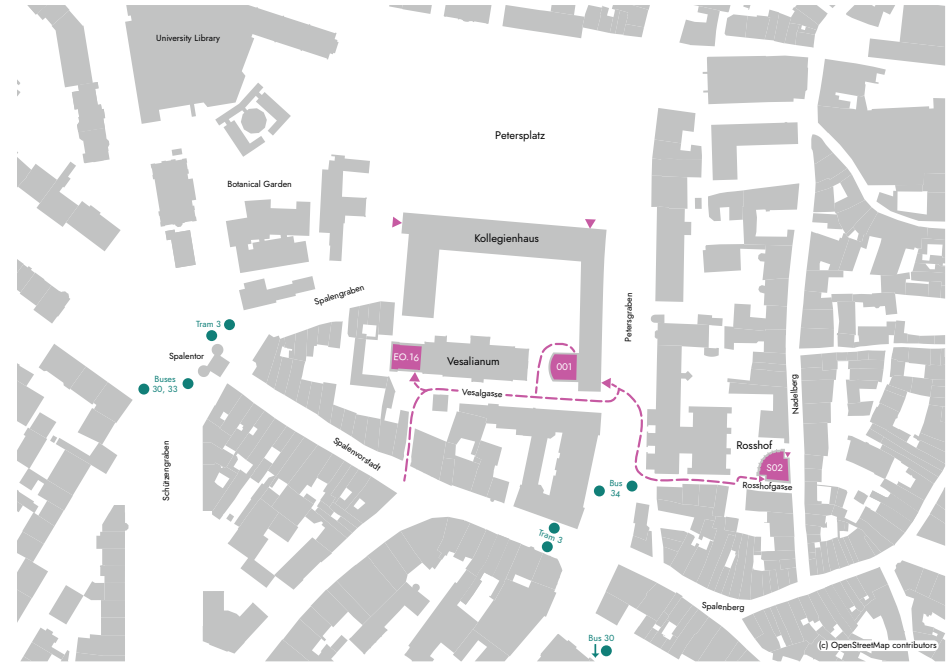 University Library
Petersplatz
Botanical Garden
Kollegienhaus
Spalengraben
Petersgraben
Tram 3
Spalentor
EO.16
Vesalianum
001
Buses
30, 33
Vesalgasse
Nadelberg
Spalenvorstadt
Schützengraben
Rosshof
S02
Rosshofgasse
Bus
34
Tram 3
Spalenberg
Bus 30
(c) OpenStreetMap contributors